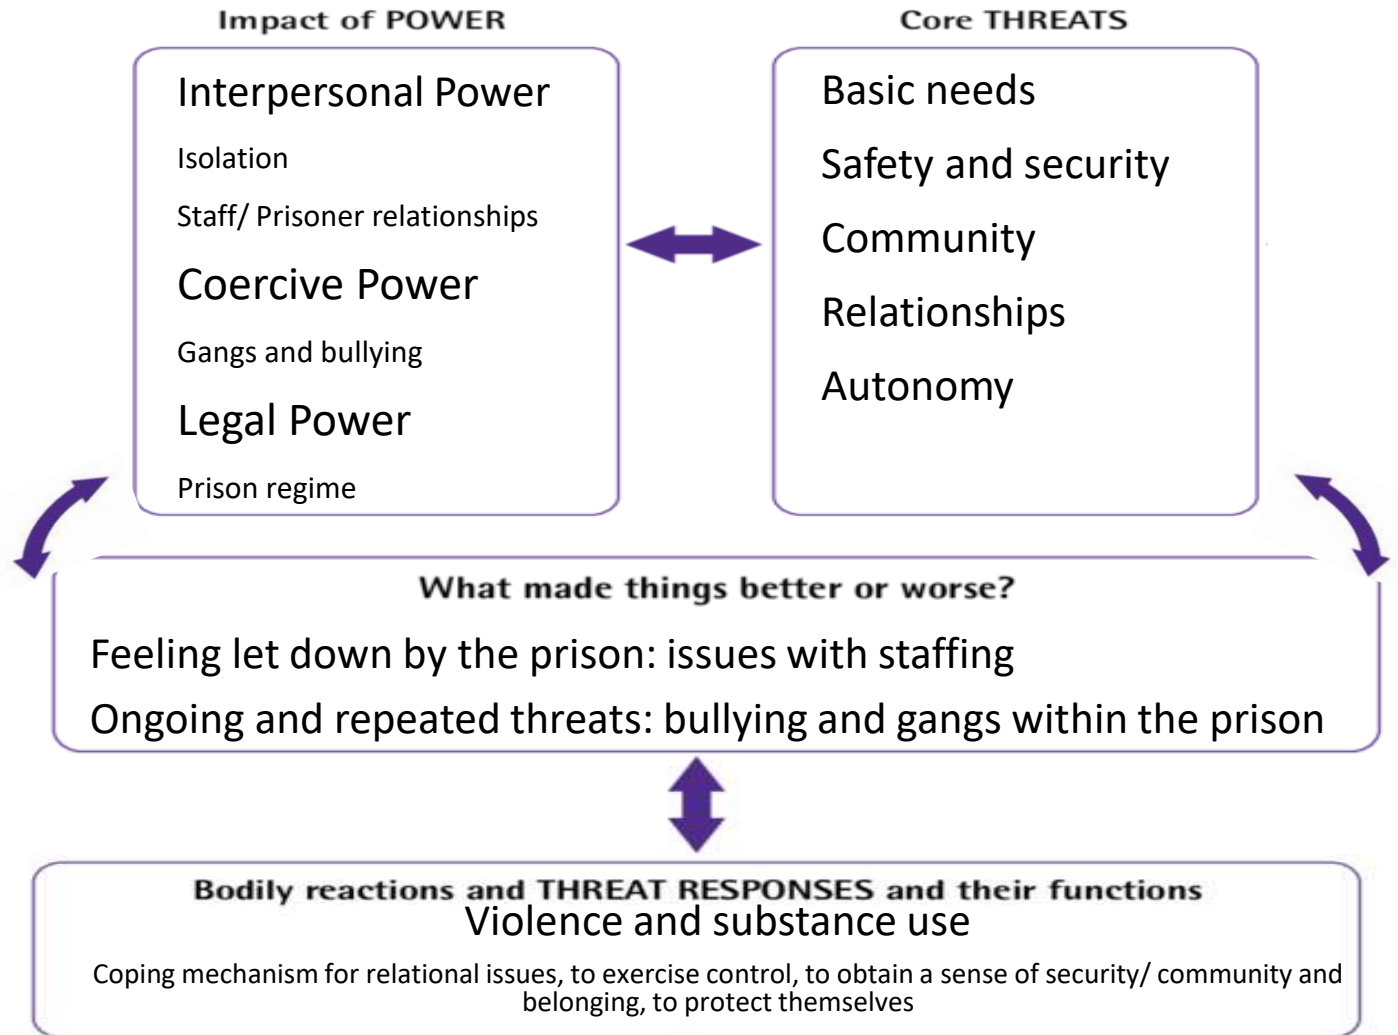 Impact of POWER
Interpersonal Power
Isolation
Staff/ Prisoner relationships
Coercive Power
Gangs and bullying
Legal Power
Prison regime
Core THREATS
Basic needs
Safety and security
Community
Relationships
Autonomy
What made things better or worse?
Feeling let down by the prison: issues with staffing
Ongoing and repeated threats: bullying and gangs within the prison
Bodily reactions and THREAT RESPONSES and their functions
Violence and substance use
Coping mechanism for relational issues, to exercise control, to obtain a sense of security/ community and
belonging, to protect themselves